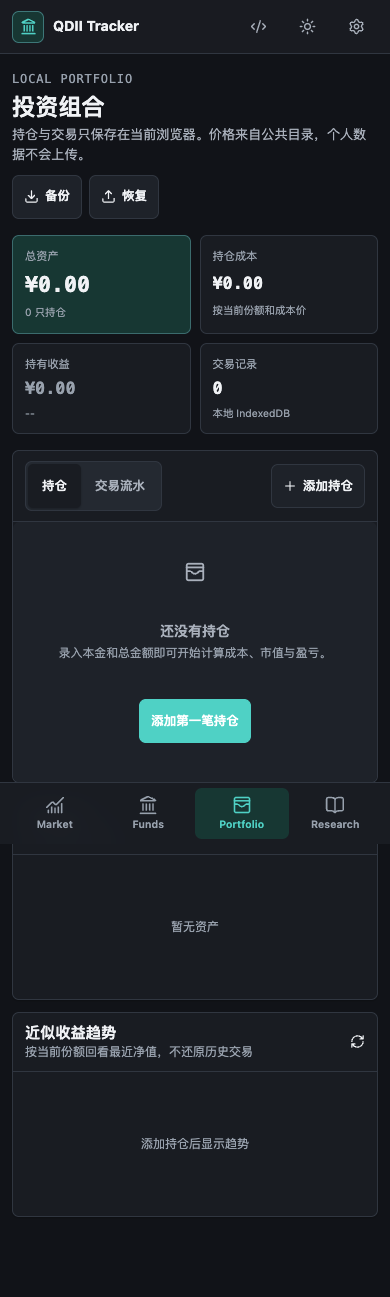 QDII Tracker
LOCAL PORTFOLIO
投资组合
持仓与交易只保存在当前浏览器。价格来自公共目录，个人数
据不会上传。
备份
恢复
总资产
¥0.00
0 只持仓
持仓成本
¥0.00
按当前份额和成本价
持有收益
¥0.00
--
交易记录
0
本地 IndexedDB
持仓
交易流水
添加持仓
还没有持仓
录入本金和总金额即可开始计算成本、市值与盈亏。
添加第一笔持仓
Market
Funds
Portfolio
Research
暂无资产
近似收益趋势
按当前份额回看最近净值，不还原历史交易
添加持仓后显示趋势